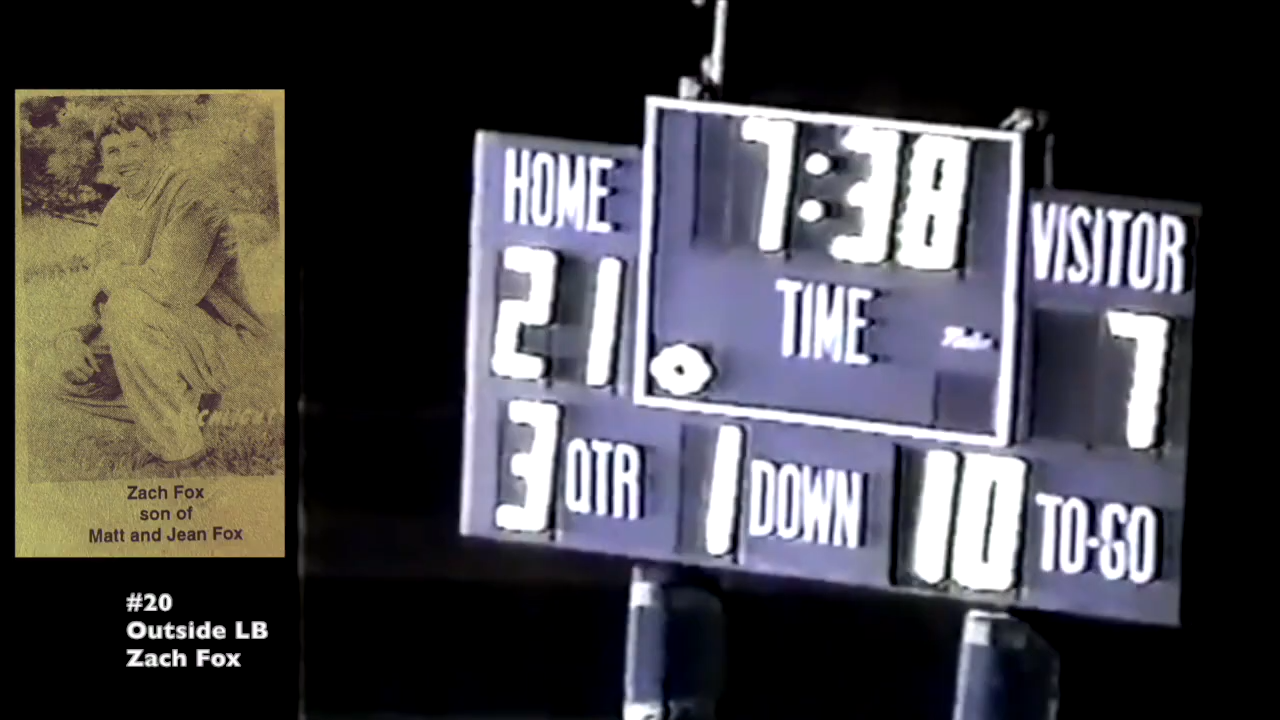 Zach Fox
son of
Matt and Jean Fox
#20
Outside LB
Zach Fox
7:38
HOME
TIME
VISITOR
21
7
3 QTR 1 DOWN 10 TO-GO